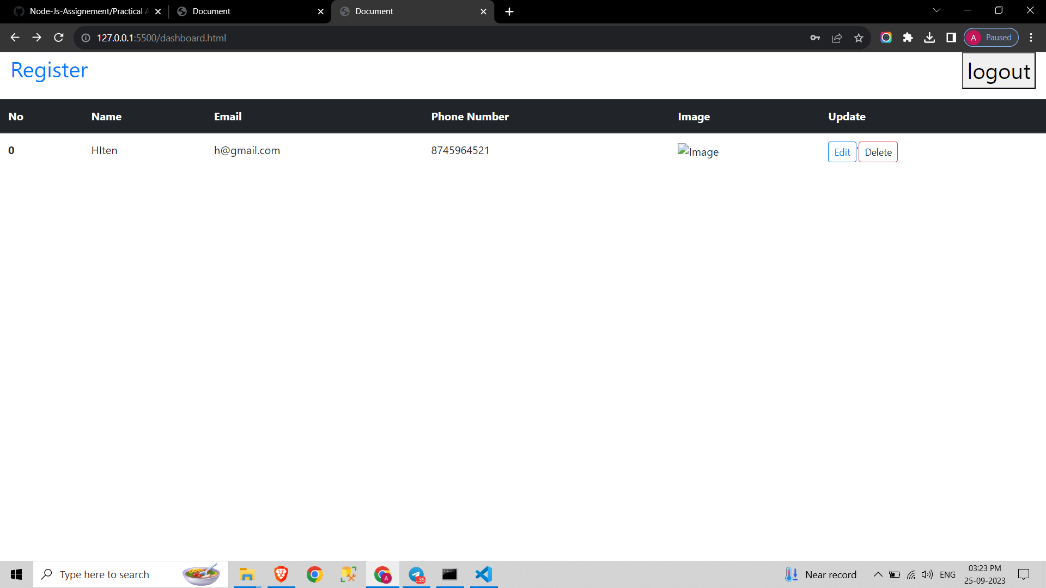 Node-Js-Assignement/Practical A
Document
Document
127.0.0.1:5500/dashboard.html
A Paused
Register
logout
No Name Email Phone Number Image Update
0 HIten h@gmail.com 8745964521 Image Edit Delete
Type here to search
Near record
ENG
03:23 PM
25-09-2023